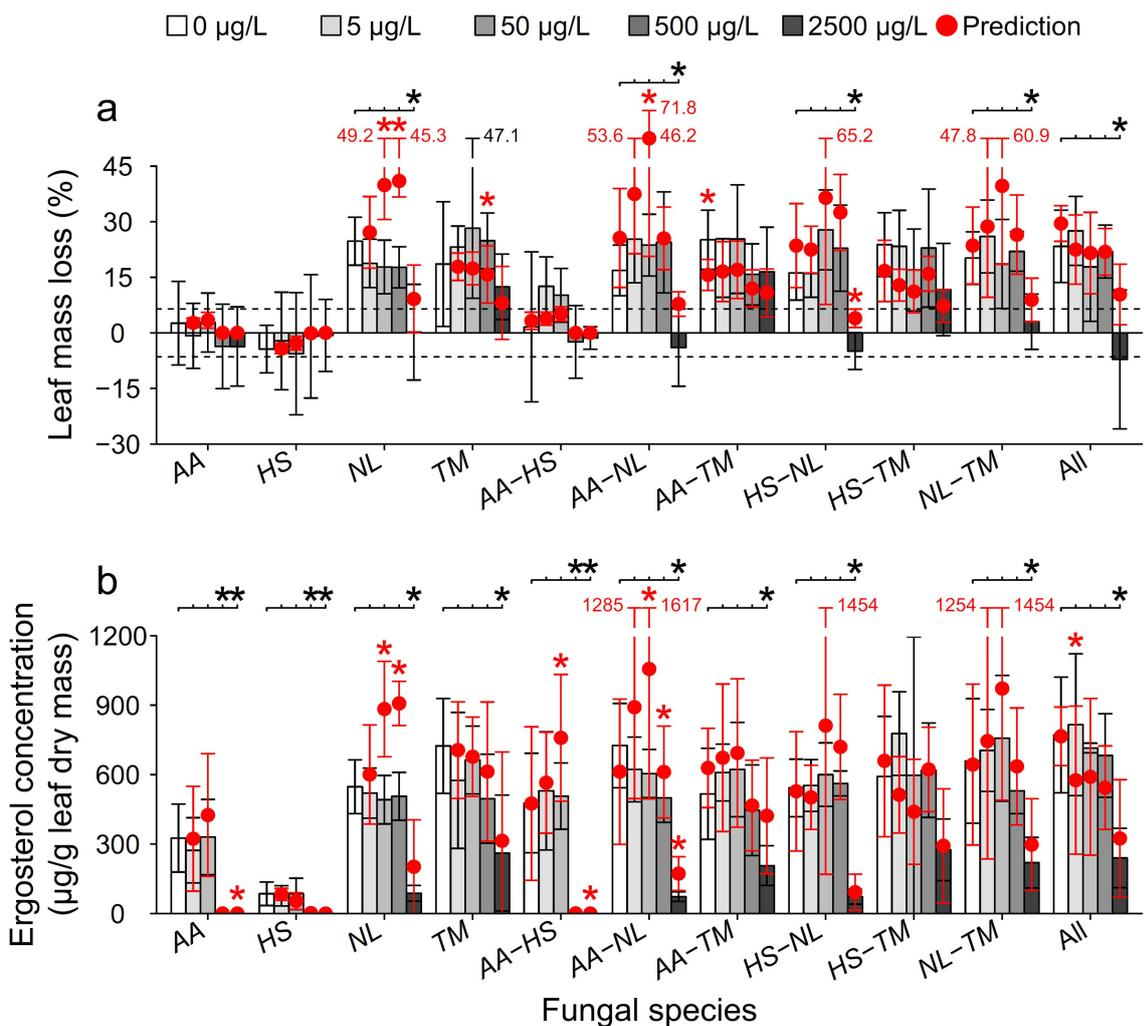 0 µg/L 5 µg/L 50 µg/L 500 µg/L 2500 µg/L Prediction
a
* * * * * *
71.8
49.2 ** 45.3 47.1 53.6 46.2 65.2 47.8 60.9 *
Leaf mass loss (%)
45
30
15
0
−15
−30
* * *
AA HS NL TM AA−HS AA−NL AA−TM HS−NL HS−TM NL−TM All
b
** ** * * ** * * * * *
1285 * 1617 1454 1254 1454
Ergosterol concentration
(µg/g leaf dry mass)
1200
900
600
300
0
* * * * * * * *
AA HS NL TM AA−HS AA−NL AA−TM HS−NL HS−TM NL−TM All
Fungal species